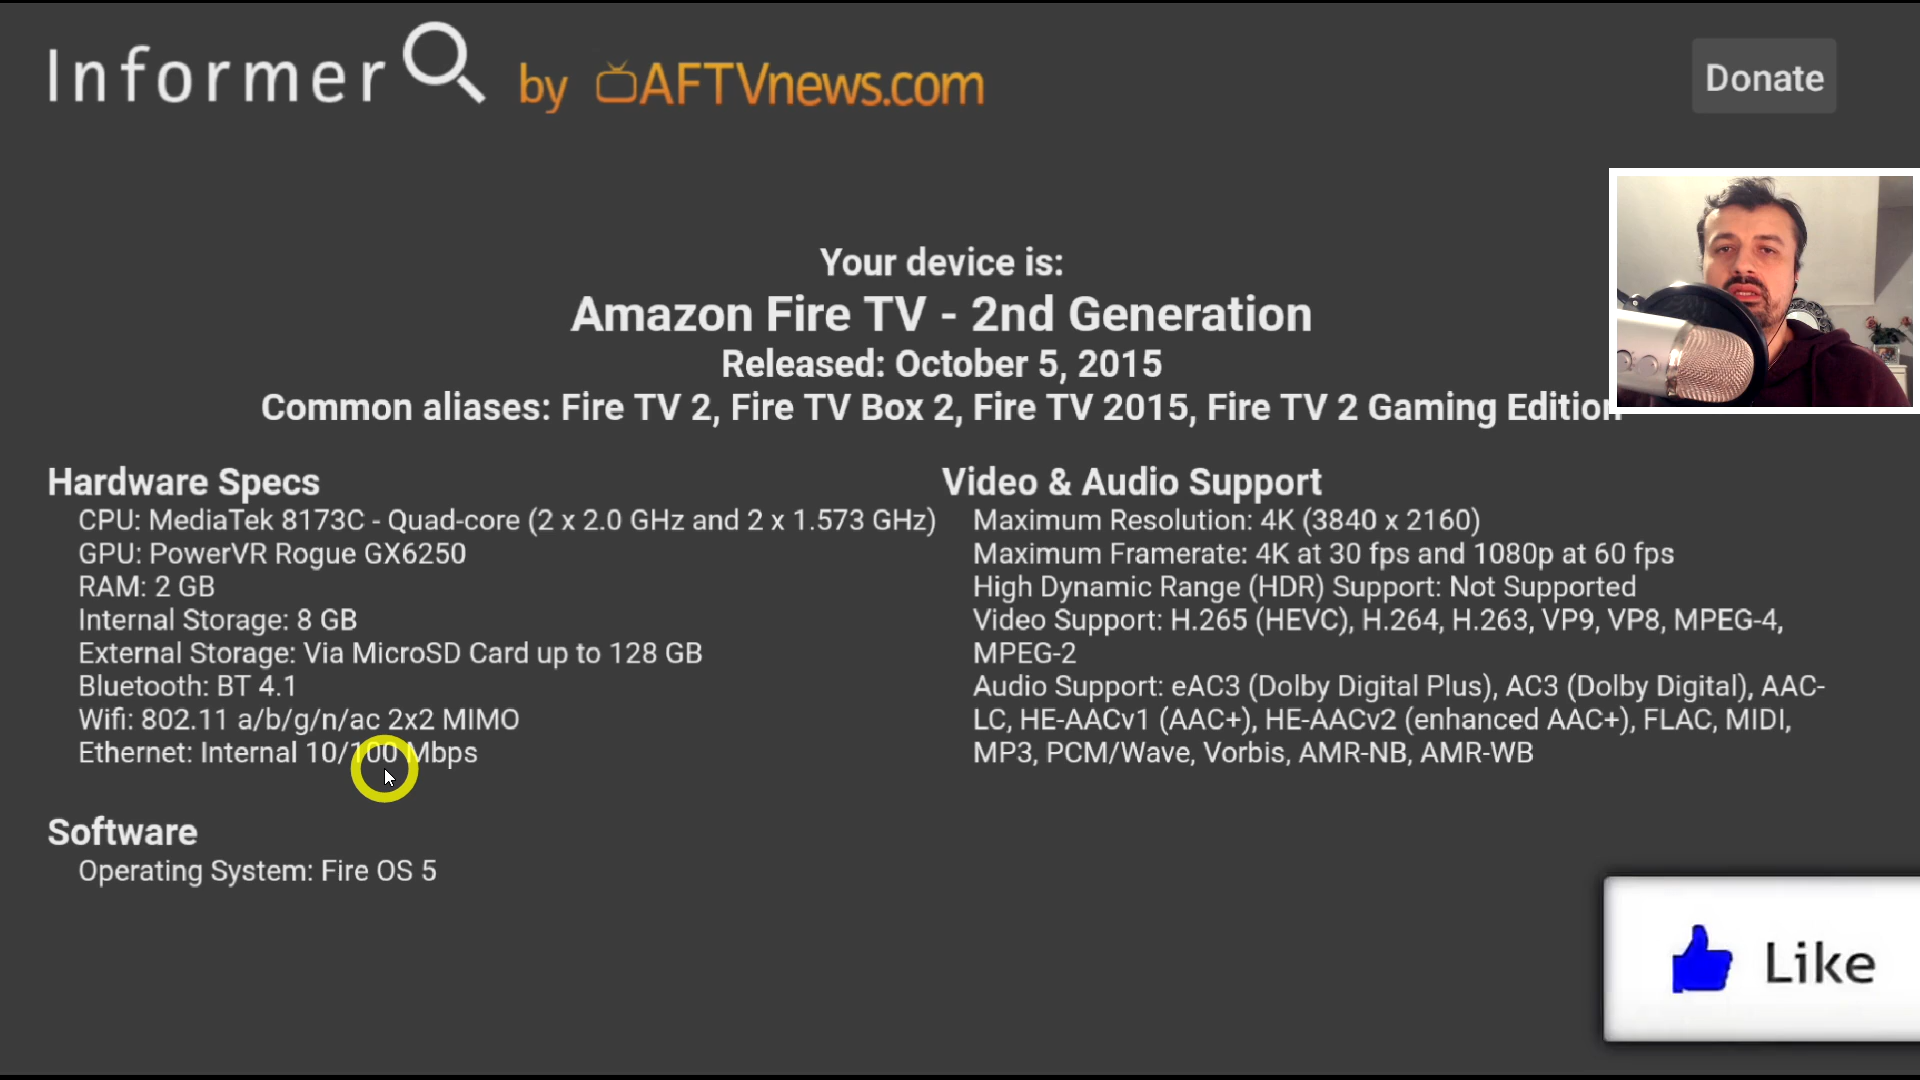 Informer by AFTVnews.com
Donate
Your device is:
Amazon Fire TV - 2nd Generation
Released: October 5, 2015
Common aliases: Fire TV 2, Fire TV Box 2, Fire TV 2015, Fire TV 2 Gaming Edition
Hardware Specs
CPU: MediaTek 8173C - Quad-core (2 x 2.0 GHz and 2 x 1.573 GHz)
GPU: PowerVR Rogue GX6250
RAM: 2 GB
Internal Storage: 8 GB
External Storage: Via MicroSD Card up to 128 GB
Bluetooth: BT 4.1
Wifi: 802.11 a/b/g/n/ac 2x2 MIMO
Ethernet: Internal 10/100 Mbps
Software
Operating System: Fire OS 5
Video & Audio Support
Maximum Resolution: 4K (3840 x 2160)
Maximum Framerate: 4K at 30 fps and 1080p at 60 fps
High Dynamic Range (HDR) Support: Not Supported
Video Support: H.265 (HEVC), H.264, H.263, VP9, VP8, MPEG-4,
MPEG-2
Audio Support: eAC3 (Dolby Digital Plus), AC3 (Dolby Digital), AAC-
LC, HE-AACv1 (AAC+), HE-AACv2 (enhanced AAC+), FLAC, MIDI,
MP3, PCM/Wave, Vorbis, AMR-NB, AMR-WB
Like